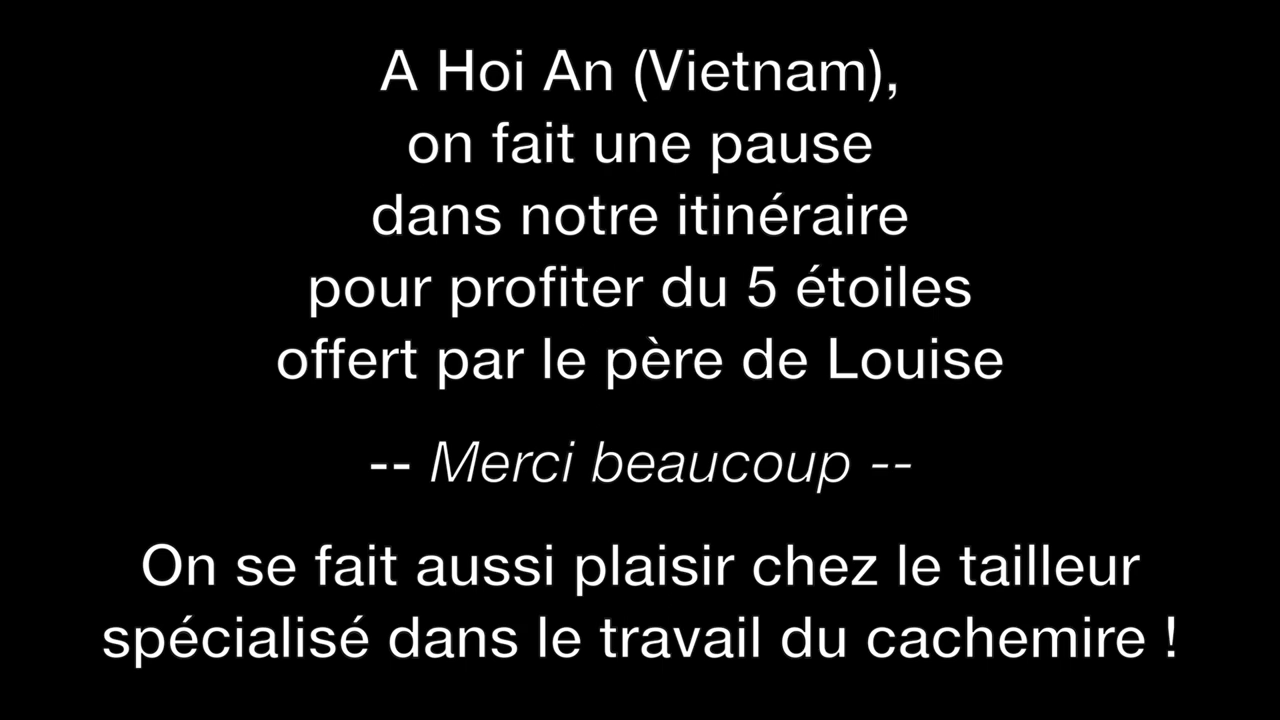 A Hoi An (Vietnam),
on fait une pause
dans notre itinéraire
pour profiter du 5 étoiles
offert par le père de Louise
-- Merci beaucoup --
On se fait aussi plaisir chez le tailleur
spécialisé dans le travail du cachemire !